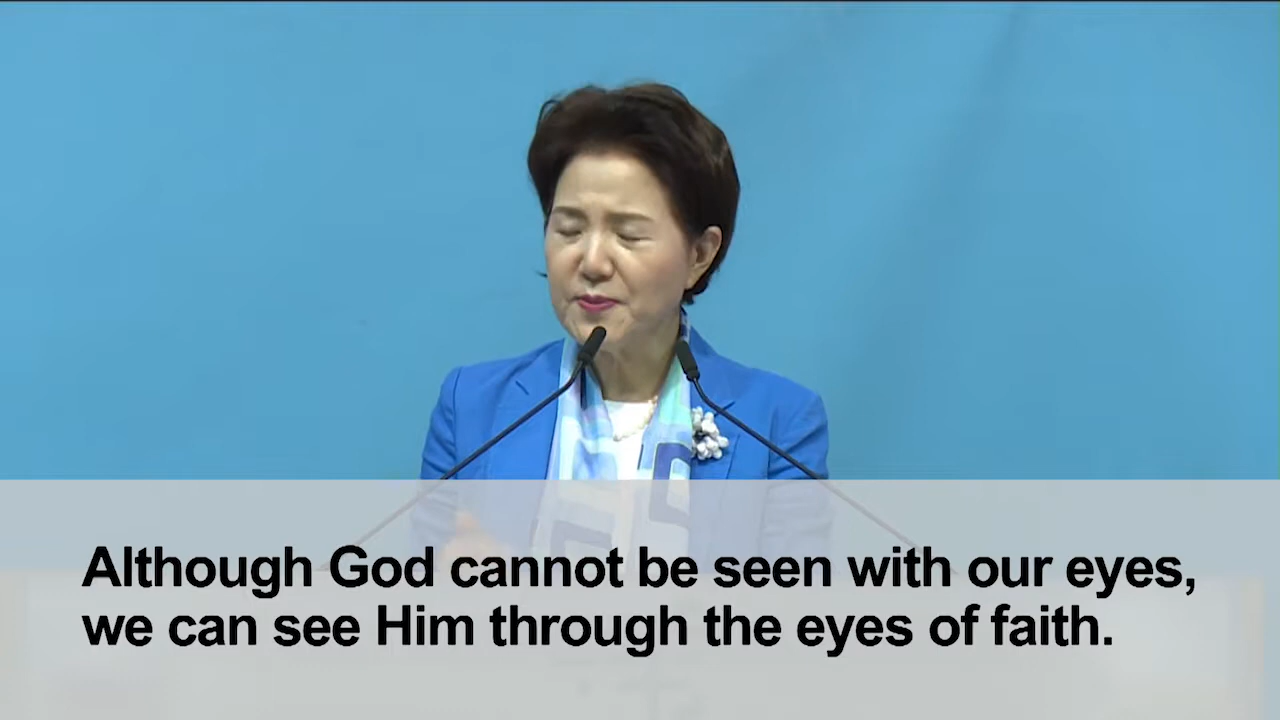 Although God cannot be seen with our eyes,
we can see Him through the eyes of faith.